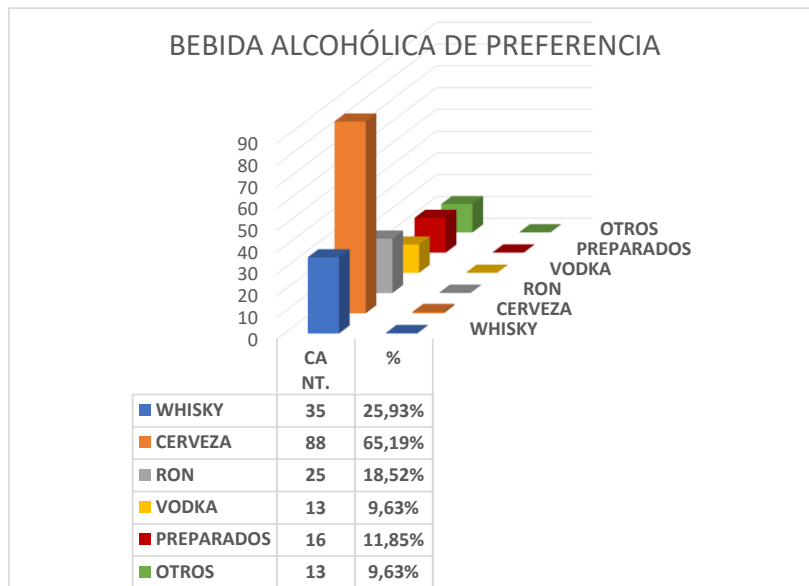 BEBIDA ALCOHÓLICA DE PREFERENCIA
90
80
70
60
50
40
30
20
10
0
OTROS
PREPARADOS
VODKA
RON
CERVEZA
WHISKY
CA
NT. %
WHISKY 35 25,93%
CERVEZA 88 65,19%
RON 25 18,52%
VODKA 13 9,63%
PREPARADOS 16 11,85%
OTROS 13 9,63%